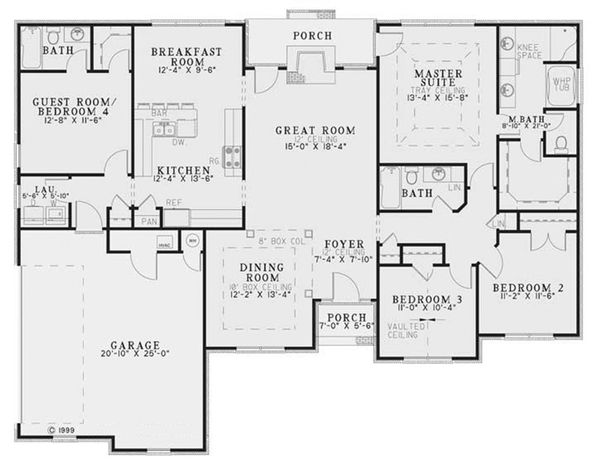 BATH
BREAKFAST
ROOM
12'-4" X 9'-6"
PORCH
KNEE
SPACE
MASTER
SUITE
TRAY CEILING
13'-4" X 15'-8"
WHP
TUB
GUEST ROOM/
BEDROOM 4
12'-8" X 11'-6"
BAR
DW.
GREAT ROOM
12' CEILING
15'-0" X 18'-4"
M.BATH
8'-10" X 21'-0"
KITCHEN
12'-4" X 13'-6"
RG.
LAU.
5'-6" X 5'-10"
D W
REF
PAN
BATH
LIN
LIN
HVAC
WH
8" BOX COL.
FOYER
12' CEILING
7'-4" X 7'-10"
DINING
ROOM
10' BOX CEILING
12'-2" X 13'-4"
BEDROOM 2
11'-2" X 11'-6"
BEDROOM 3
11'-0" X 10'-4"
VAULTED
CEILING
PORCH
7'-0" X 5'-6"
GARAGE
20'-10" X 25'-0"
© 1999